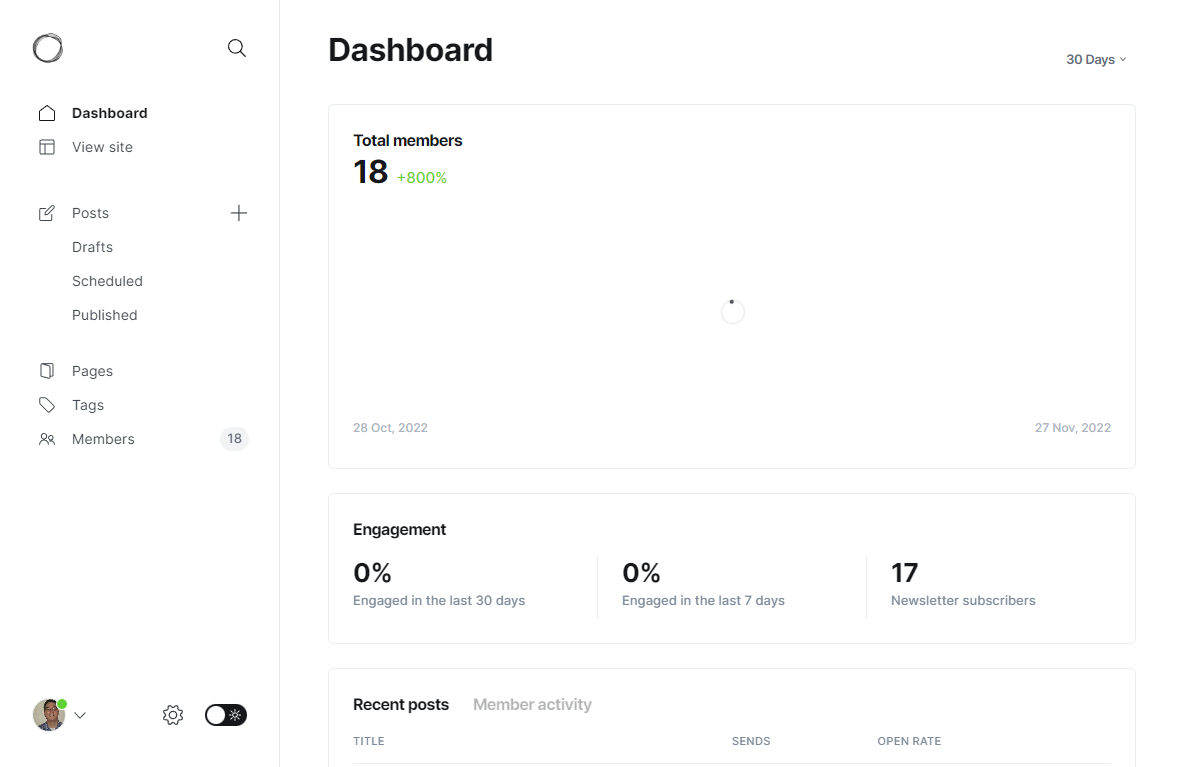 Dashboard
View site
Posts
Drafts
Scheduled
Published
Pages
Tags
Members 18
Dashboard
30 Days
Total members
18 +800%
28 Oct, 2022 27 Nov, 2022
Engagement
0% 0% 17
Engaged in the last 30 days Engaged in the last 7 days Newsletter subscribers
Recent posts Member activity
TITLE SENDS OPEN RATE